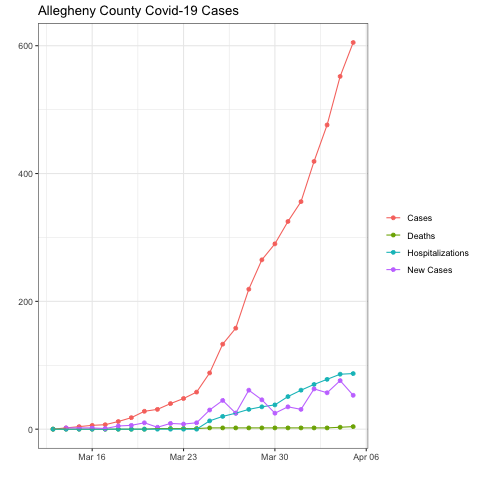 Allegheny County Covid-19 Cases
600
400
200
0
Mar 16 Mar 23 Mar 30 Apr 06
Cases
Deaths
Hospitalizations
New Cases